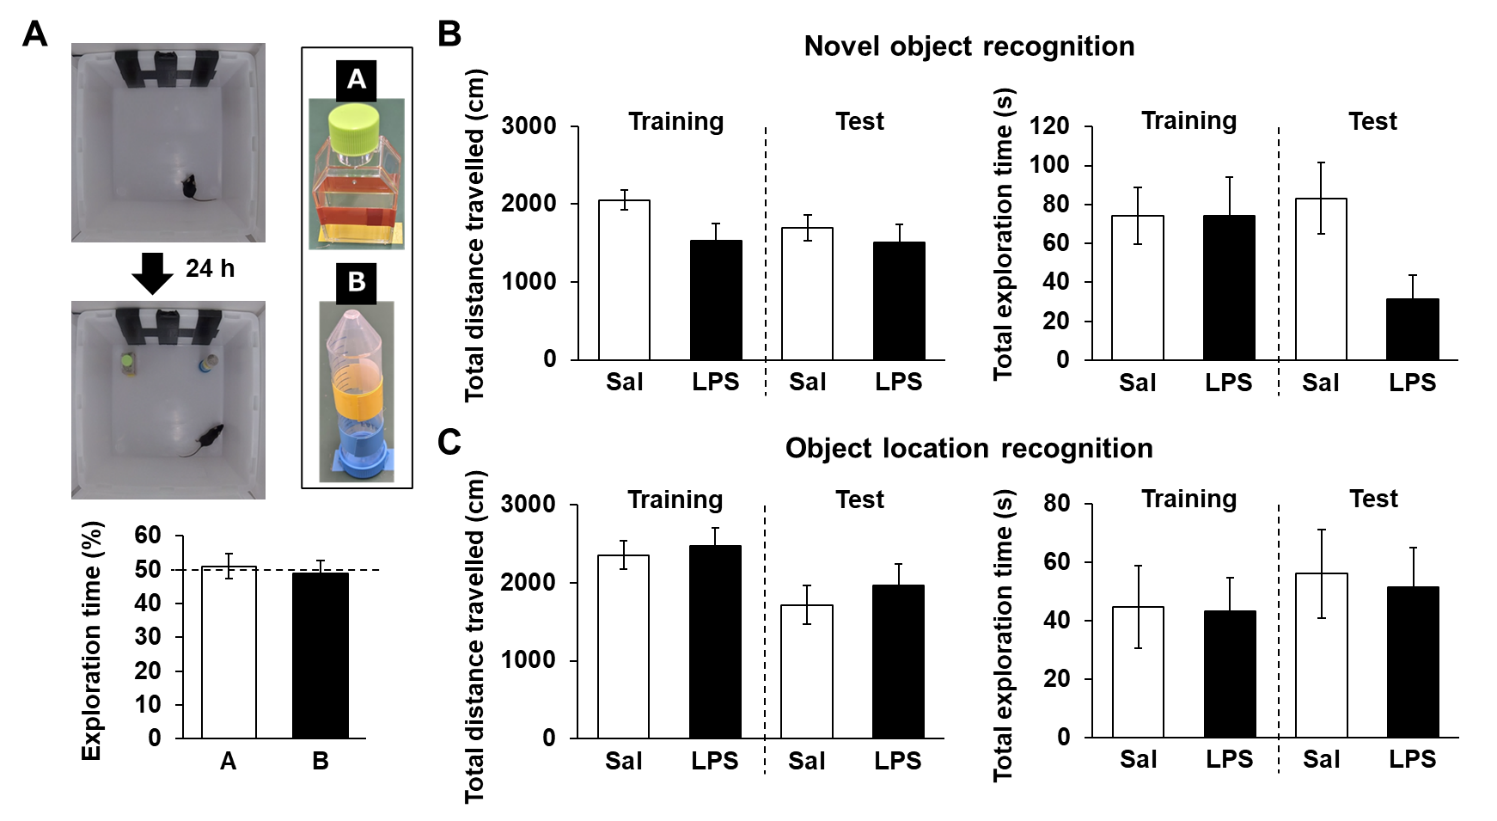 A
A
24 h
B
Exploration time (%)
60
50
40
30
20
10
0
A B
B
Novel object recognition
Total distance travelled (cm)
Training Test
3000
2000
1000
0
Sal LPS Sal LPS
Total exploration time (s)
Training Test
120
100
80
60
40
20
0
Sal LPS Sal LPS
C
Object location recognition
Total distance travelled (cm)
Training Test
3000
2000
1000
0
Sal LPS Sal LPS
Total exploration time (s)
Training Test
80
60
40
20
0
Sal LPS Sal LPS